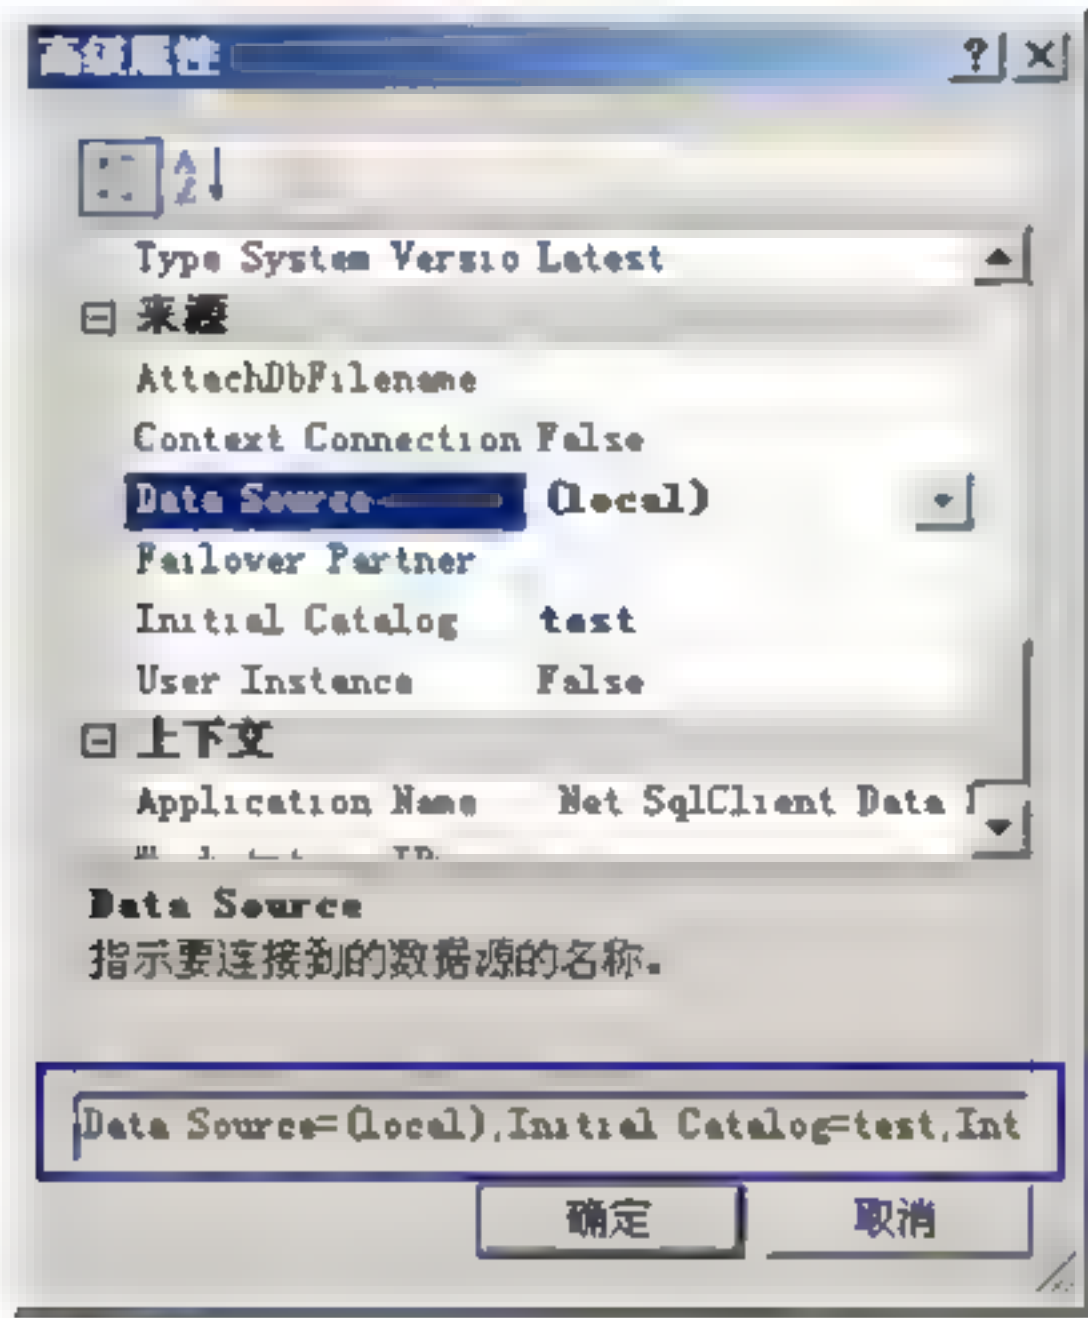 高级属性
Type System Versio Latest
来源
AttachDbFilename
Context Connection False
Data Source (local)
Failover Partner
Initial Catalog test
User Instance False
上下文
Application Name Net SqlClient Data
Data Source
指示要连接到的数据源的名称。
Data Source=(local);Initial Catalog=test;Int
确定 取消